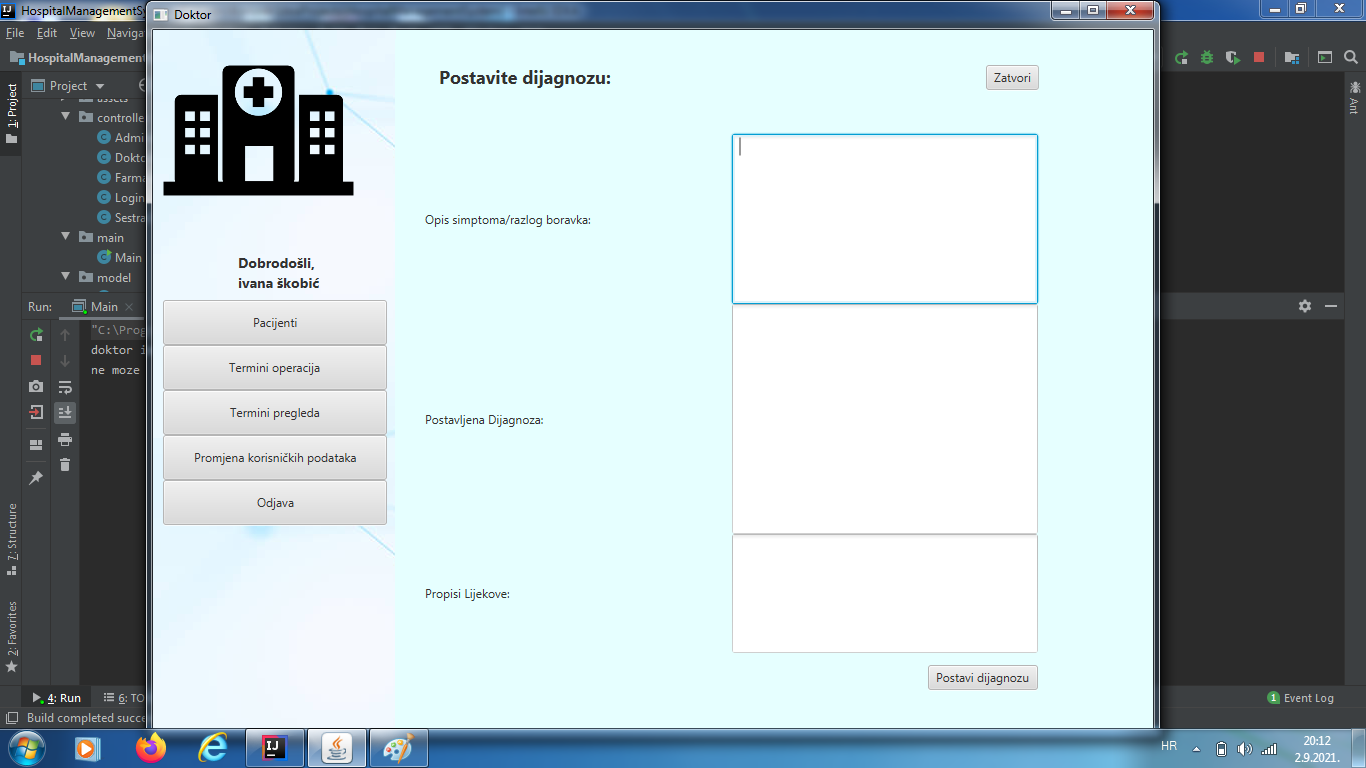 HospitalManagementSy
Doktor
File Edit View Naviga
HospitalManagement
Project
1: Project
assets
controlle
Admi
Dokto
Farma
Login
Sestra
main
Main
model
Run: Main
"C:\Prog
doktor i
ne moze
7: Structure
2: Favorites
4: Run 6: TO
Build completed succe
Dobrodošli,
ivana škobić
Pacijenti
Termini operacija
Termini pregleda
Promjena korisničkih podataka
Odjava
Postavite dijagnozu:
Zatvori
Opis simptoma/razlog boravka:
Postavljena Dijagnoza:
Propisi Lijekove:
Postavi dijagnozu
Ant
1 Event Log
HR
20:12
2.9.2021.